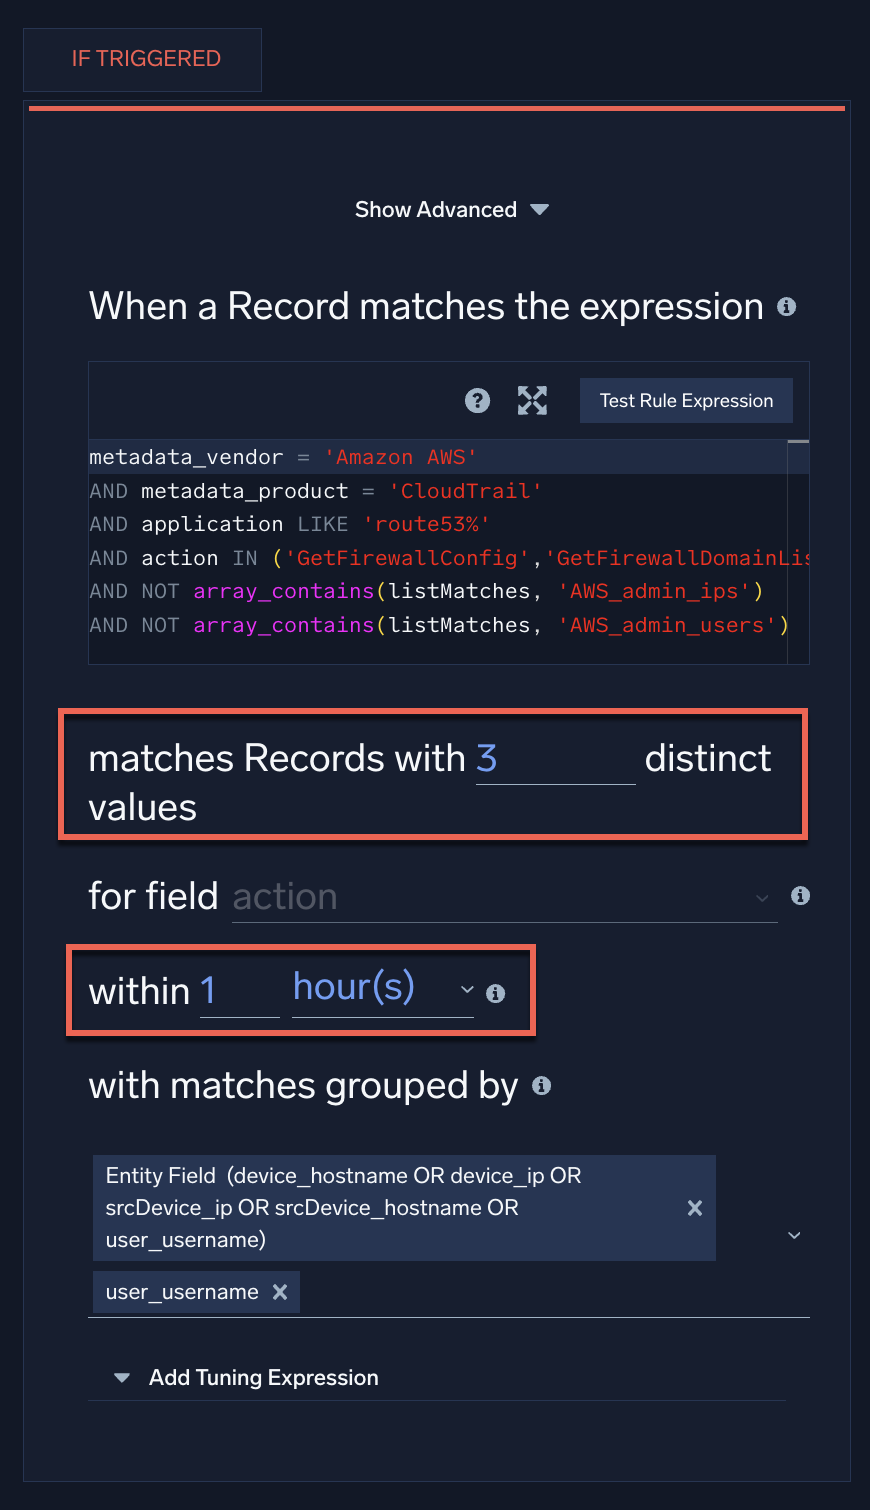 IF TRIGGERED
Show Advanced
When a Record matches the expression
Test Rule Expression
metadata_vendor = 'Amazon AWS'
AND metadata_product = 'CloudTrail'
AND application LIKE 'route53%'
AND action IN ('GetFirewallConfig','GetFirewallDomainLis
AND NOT array_contains(listMatches, 'AWS_admin_ips')
AND NOT array_contains(listMatches, 'AWS_admin_users')
matches Records with 3 distinct
values
for field action
within 1 hour(s)
with matches grouped by
Entity Field (device_hostname OR device_ip OR
srcDevice_ip OR srcDevice_hostname OR
user_username)
user_username
Add Tuning Expression